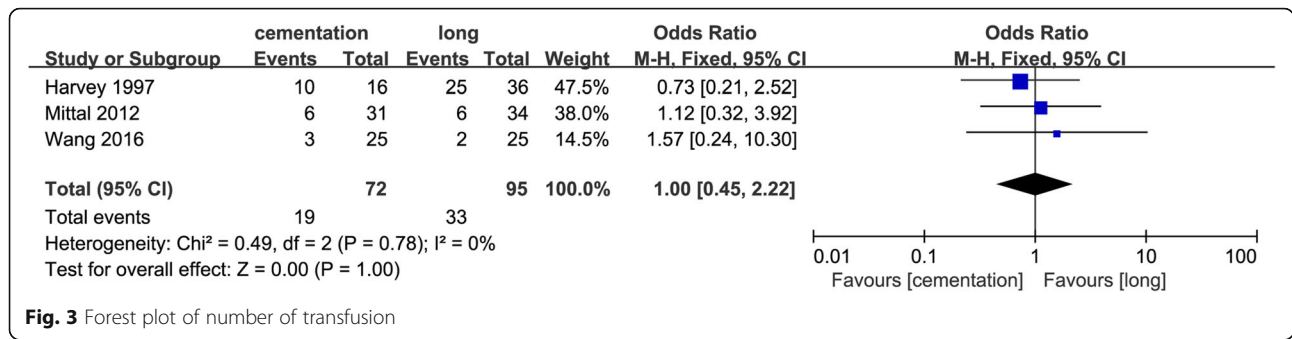 cementation long Odds Ratio Odds Ratio
Study or Subgroup Events Total Events Total Weight M-H, Fixed, 95% CI M-H, Fixed, 95% CI
Harvey 1997 10 16 25 36 47.5% 0.73 [0.21, 2.52]
Mittal 2012 6 31 6 34 38.0% 1.12 [0.32, 3.92]
Wang 2016 3 25 2 25 14.5% 1.57 [0.24, 10.30]
Total (95% CI) 72 95 100.0% 1.00 [0.45, 2.22]
Total events 19 33
Heterogeneity: Chi² = 0.49, df = 2 (P = 0.78); I² = 0%
Test for overall effect: Z = 0.00 (P = 1.00)
0.01 0.1 1 10 100
Favours [cementation] Favours [long]
Fig. 3 Forest plot of number of transfusion